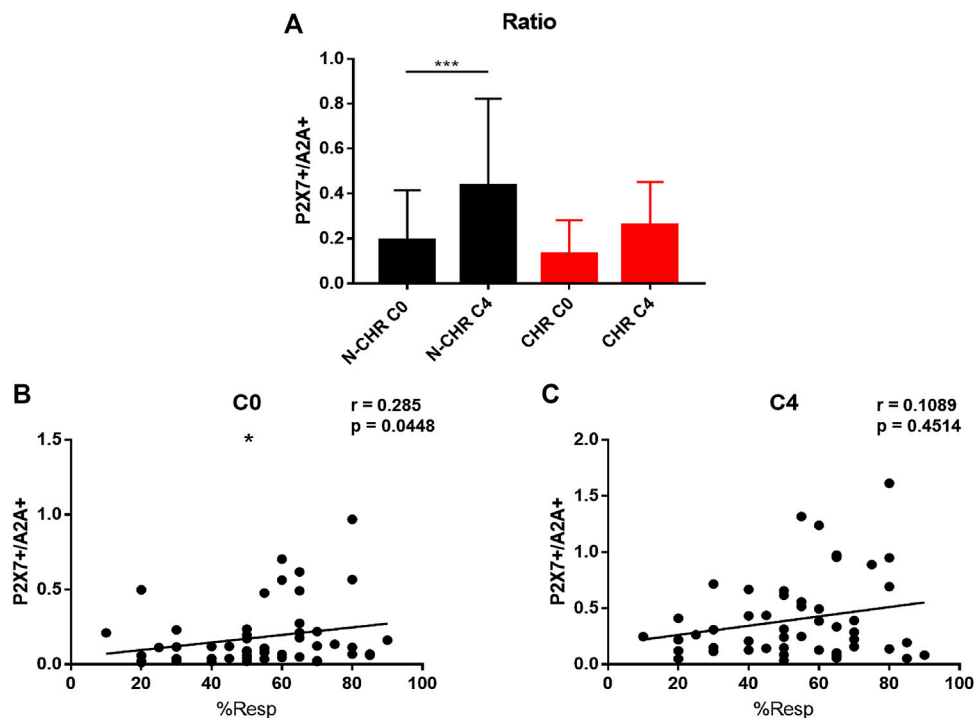 A
Ratio
P2X7+/A2A+
1.0
0.8
0.6
0.4
0.2
0.0
***
N-CHR C0
N-CHR C4
CHR C0
CHR C4
B
C0
r = 0.285
p = 0.0448
*
P2X7+/A2A+
1.5
1.0
0.5
0.0
0 20 40 60 80 100
%Resp
C
C4
r = 0.1089
p = 0.4514
P2X7+/A2A+
2.0
1.5
1.0
0.5
0.0
0 20 40 60 80 100
%Resp